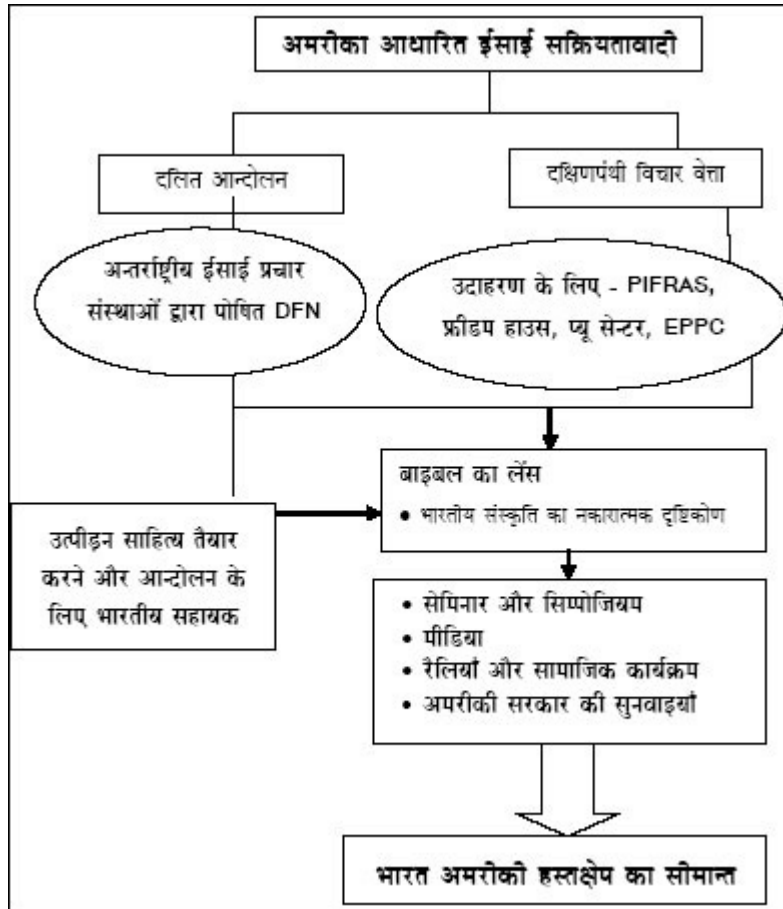 अमरीका आधारित ईसाई सक्रियतावादी
दलित आन्दोलन
दक्षिणपंथी विचार वेत्ता
अन्तर्राष्ट्रीय ईसाई प्रचार
संस्थाओं द्वारा पोषित DFN
उदाहरण के लिए - PIFRAS,
फ्रीडम हाउस, प्यू सेन्टर, EPPC
बाइबल का लेंस
• भारतीय संस्कृति का नकारात्मक दृष्टिकोण
उत्पीड़न साहित्य तैयार
करने और आन्दोलन के
लिए भारतीय सहायक
• सेमिनार और सिम्पोजियम
• मीडिया
• रैलियाँ और सामाजिक कार्यक्रम
• अमरीकी सरकार की सुनवाइयाँ
भारत अमरीकी हस्तक्षेप का सीमान्त